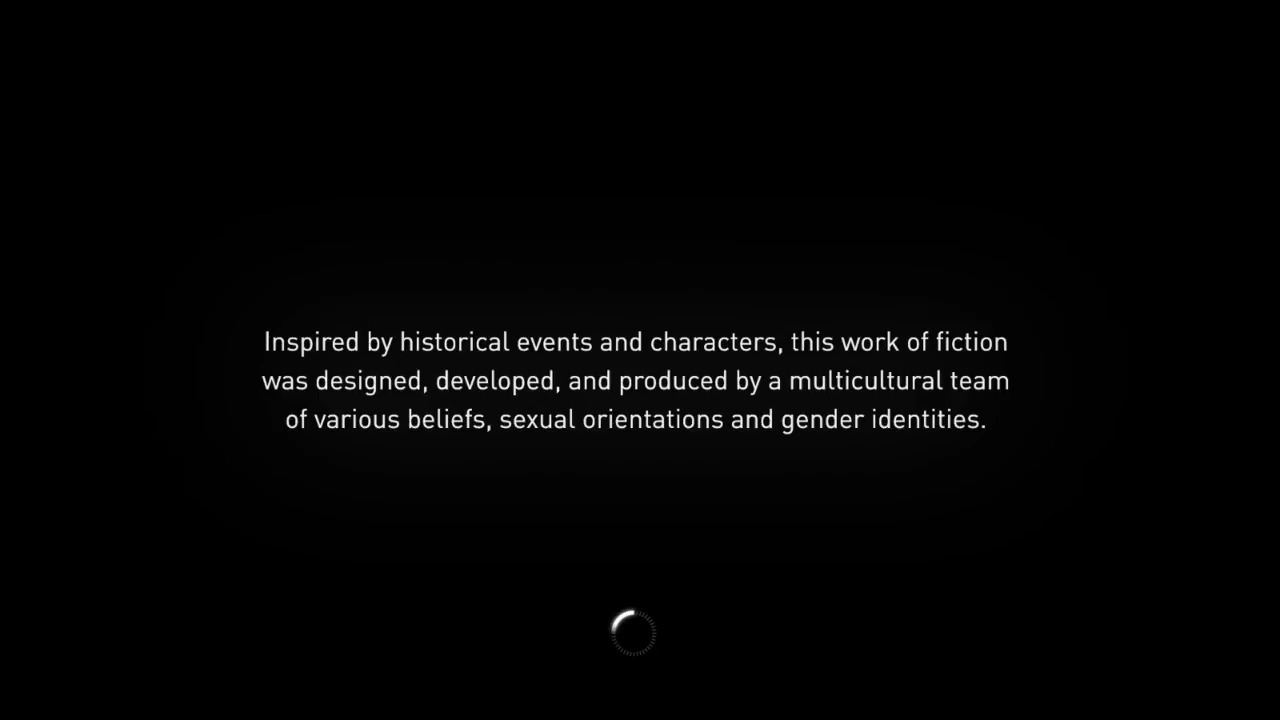 Inspired by historical events and characters, this work of fiction
was designed, developed, and produced by a multicultural team
of various beliefs, sexual orientations and gender identities.